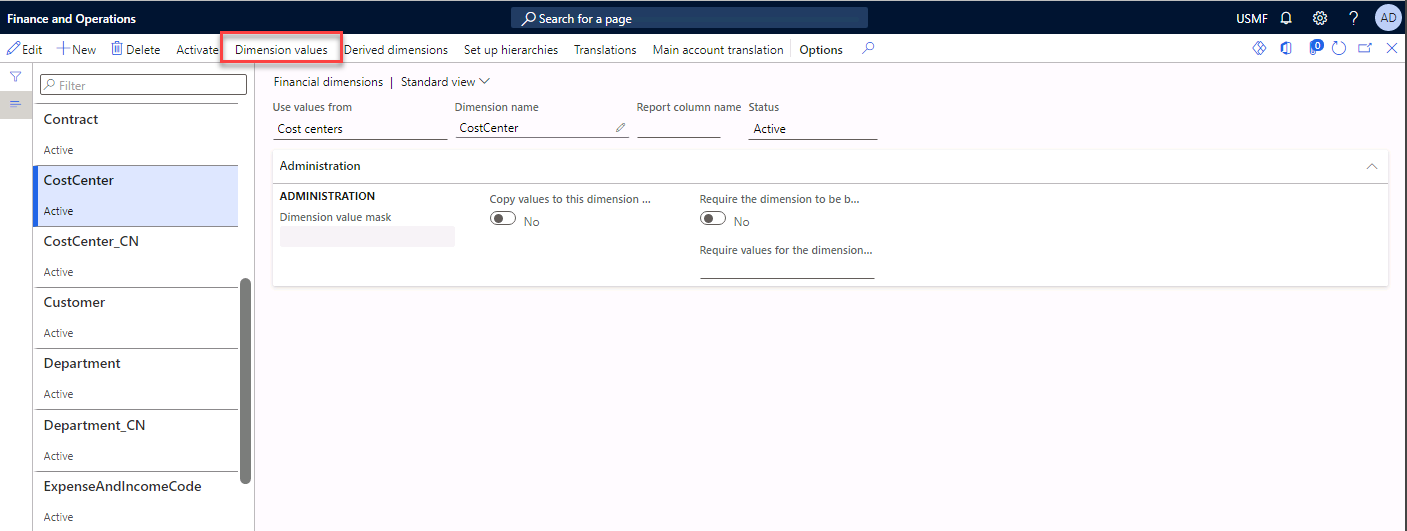 Finance and Operations
Search for a page
USMF
AD
Edit New Delete Activate Dimension values Derived dimensions Set up hierarchies Translations Main account translation Options
0
Filter
Contract
Active
CostCenter
Active
CostCenter_CN
Active
Customer
Active
Department
Active
Department_CN
Active
ExpenseAndIncomeCode
Active
Financial dimensions | Standard view
Use values from Dimension name Report column name Status
Cost centers CostCenter Active
Administration
ADMINISTRATION
Dimension value mask
Copy values to this dimension ...
No
Require the dimension to be b...
No
Require values for the dimension...